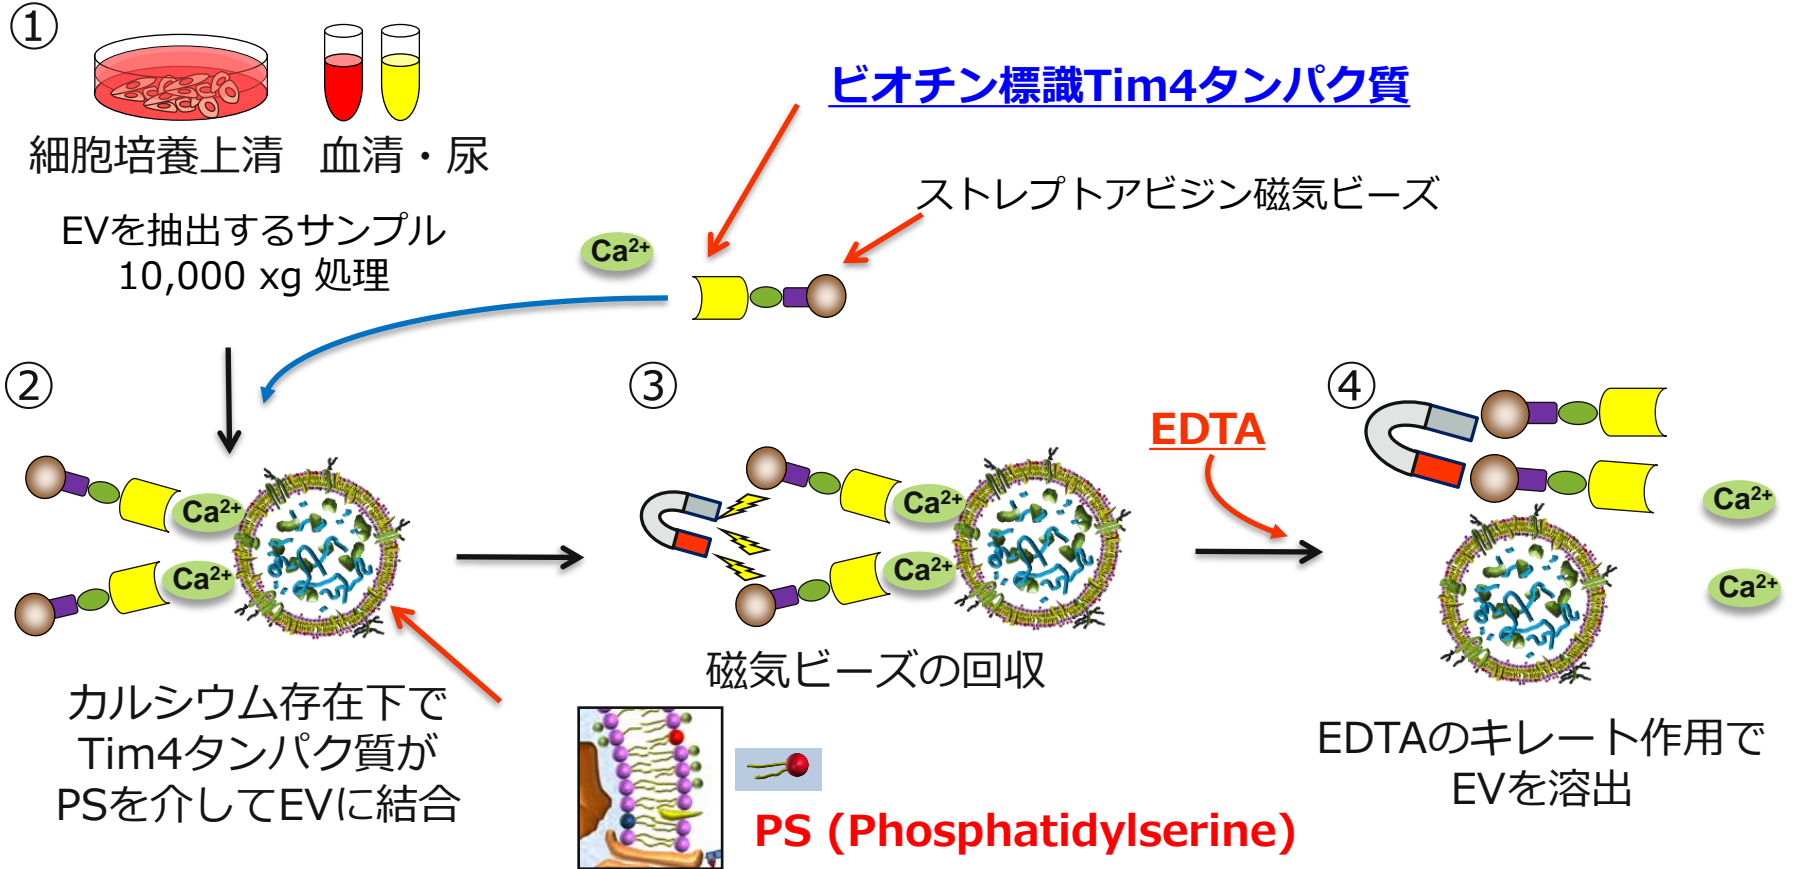 ①
細胞培養上清
血清・尿
EVを抽出するサンプル
10,000 xg 処理
ビオチン標識Tim4タンパク質
ストレプトアビジン磁気ビーズ
Ca2+
②
Ca2+
Ca2+
カルシウム存在下で
Tim4タンパク質が
PSを介してEVに結合
③
Ca2+
Ca2+
磁気ビーズの回収
PS (Phosphatidylserine)
EDTA
④
Ca2+
Ca2+
EDTAのキレート作用で
EVを溶出